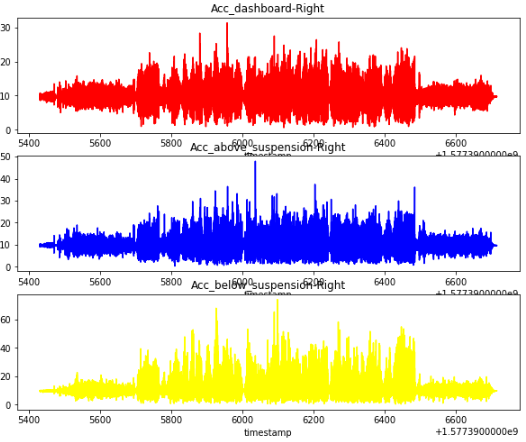 Acc_dashboard-Right
30
20
10
0
5400 5600 5800 6000 6200 6400 6600
timestamp
+1.5773900000e9
Acc_above_suspension-Right
50
40
30
20
10
0
5400 5600 5800 6000 6200 6400 6600
timestamp
+1.5773900000e9
Acc_below_suspension-Right
60
40
20
0
5400 5600 5800 6000 6200 6400 6600
timestamp
+1.5773900000e9